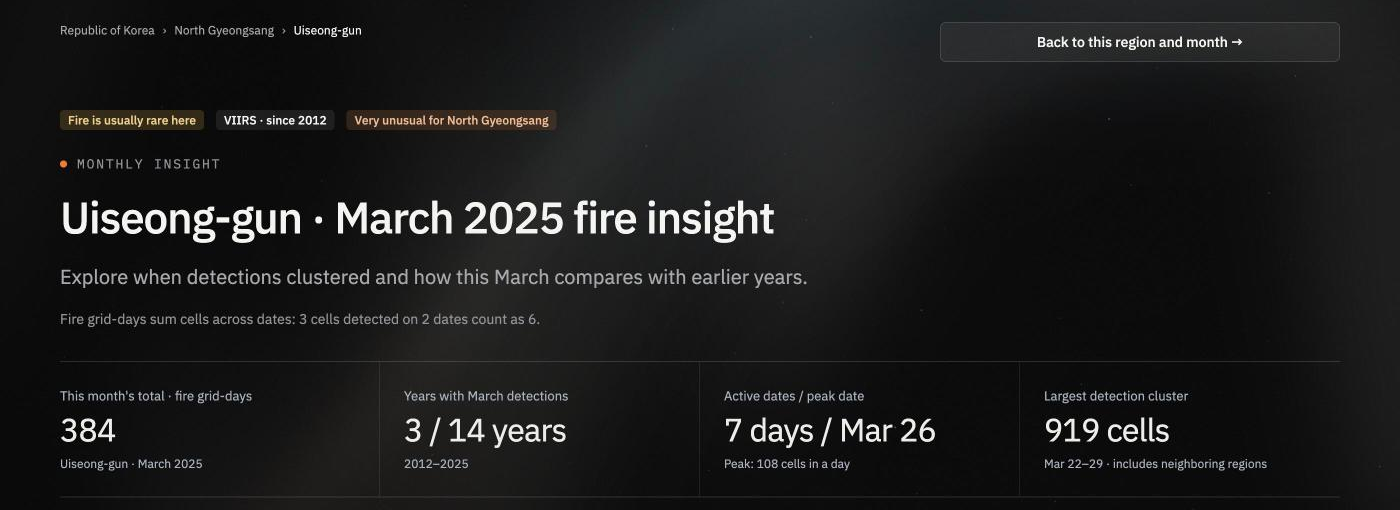 Republic of Korea › North Gyeongsang › Uiseong-gun
Back to this region and month →
Fire is usually rare here
VIIRS · since 2012
Very unusual for North Gyeongsang
MONTHLY INSIGHT
Uiseong-gun · March 2025 fire insight
Explore when detections clustered and how this March compares with earlier years.
Fire grid-days sum cells across dates: 3 cells detected on 2 dates count as 6.
This month's total · fire grid-days
384
Uiseong-gun · March 2025
Years with March detections
3 / 14 years
2012–2025
Active dates / peak date
7 days / Mar 26
Peak: 108 cells in a day
Largest detection cluster
919 cells
Mar 22–29 · includes neighboring regions